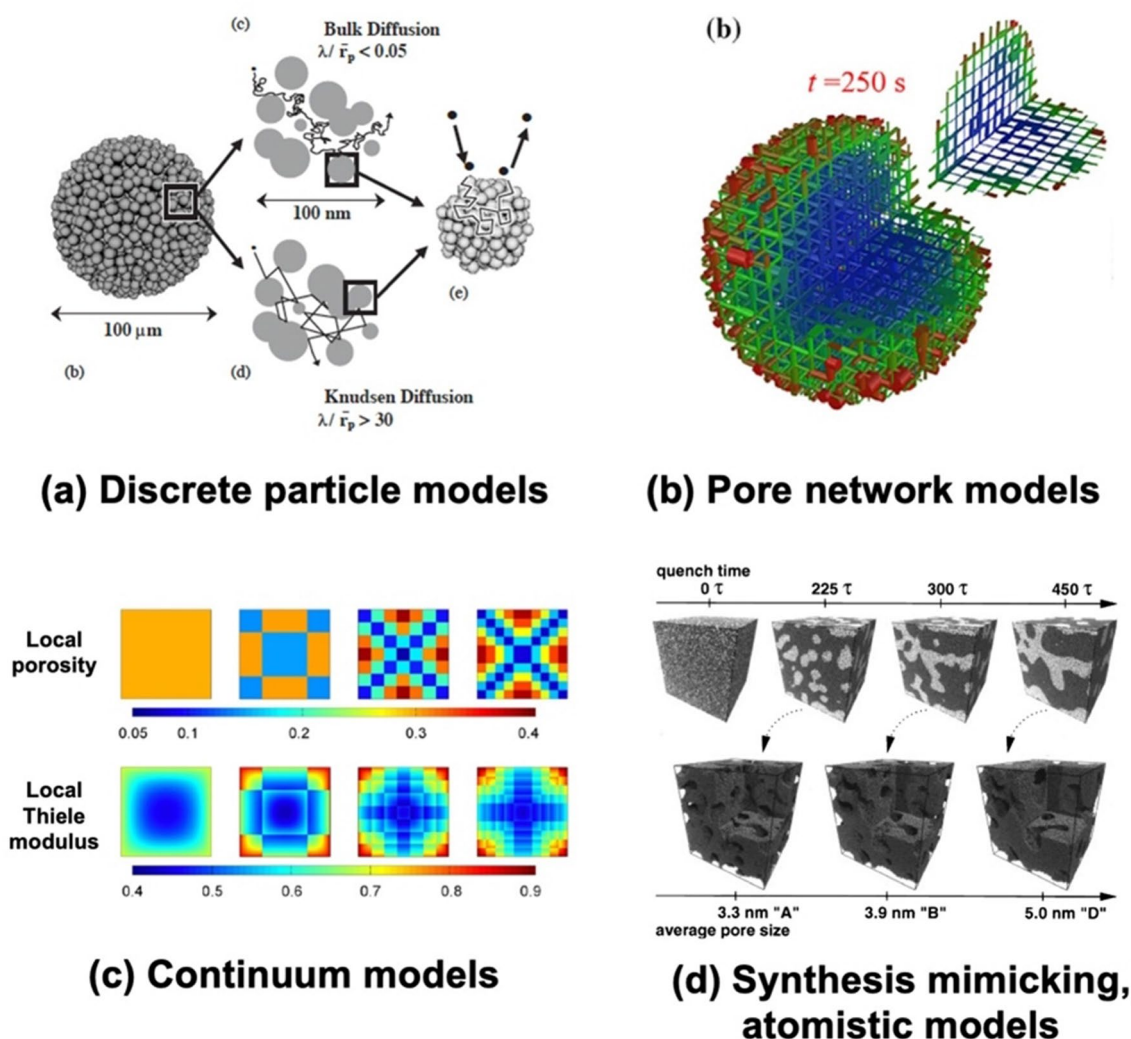 (c)
Bulk Diffusion
λ/ r̄p < 0.05
100 nm
100 μm
(b)
(d)
(e)
Knudsen Diffusion
λ/ r̄p > 30
(a) Discrete particle models
(b)
t =250 s
(b) Pore network models
Local
porosity
0.05 0.1 0.2 0.3 0.4
Local
Thiele
modulus
0.4 0.5 0.6 0.7 0.8 0.9
(c) Continuum models
quench time
0 τ 225 τ 300 τ 450 τ
3.3 nm "A" 3.9 nm "B" 5.0 nm "D"
average pore size
(d) Synthesis mimicking,
atomistic models